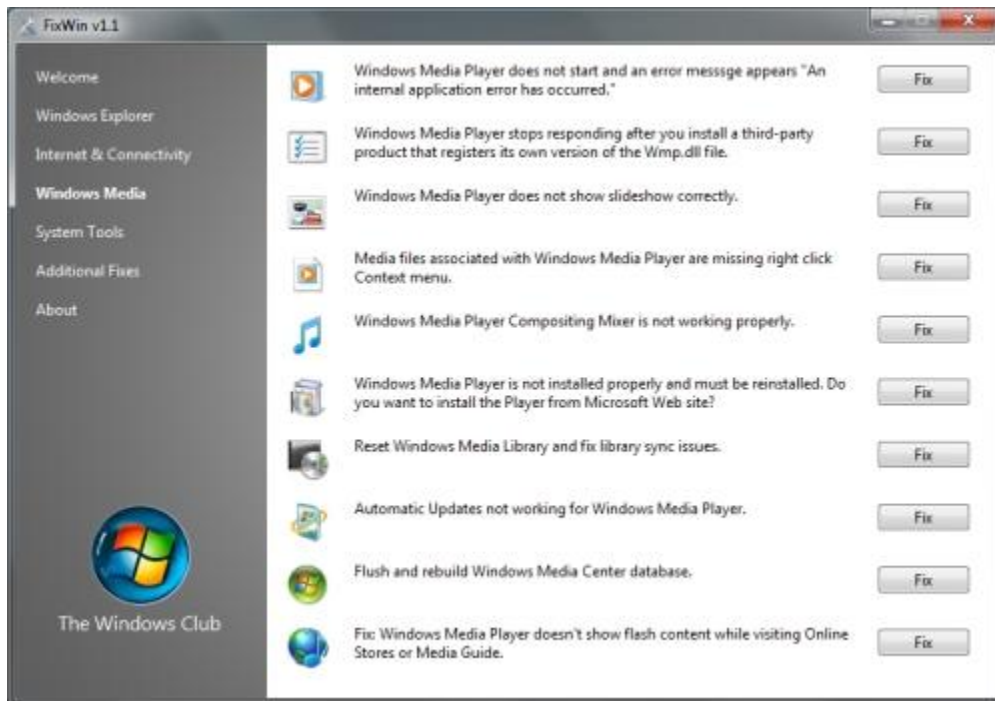 FixWin v1.1
Welcome
Windows Explorer
Internet & Connectivity
Windows Media
System Tools
Additional Fixes
About
The Windows Club
Windows Media Player does not start and an error messsge appears "An
internal application error has occurred."
Fix
Windows Media Player stops responding after you install a third-party
product that registers its own version of the Wmp.dll file.
Fix
Windows Media Player does not show slideshow correctly.
Fix
Media files associated with Windows Media Player are missing right click
Context menu.
Fix
Windows Media Player Compositing Mixer is not working properly.
Fix
Windows Media Player is not installed properly and must be reinstalled. Do
you want to install the Player from Microsoft Web site?
Fix
Reset Windows Media Library and fix library sync issues.
Fix
Automatic Updates not working for Windows Media Player.
Fix
Flush and rebuild Windows Media Center database.
Fix
Fix: Windows Media Player doesn't show flash content while visiting Online
Stores or Media Guide.
Fix